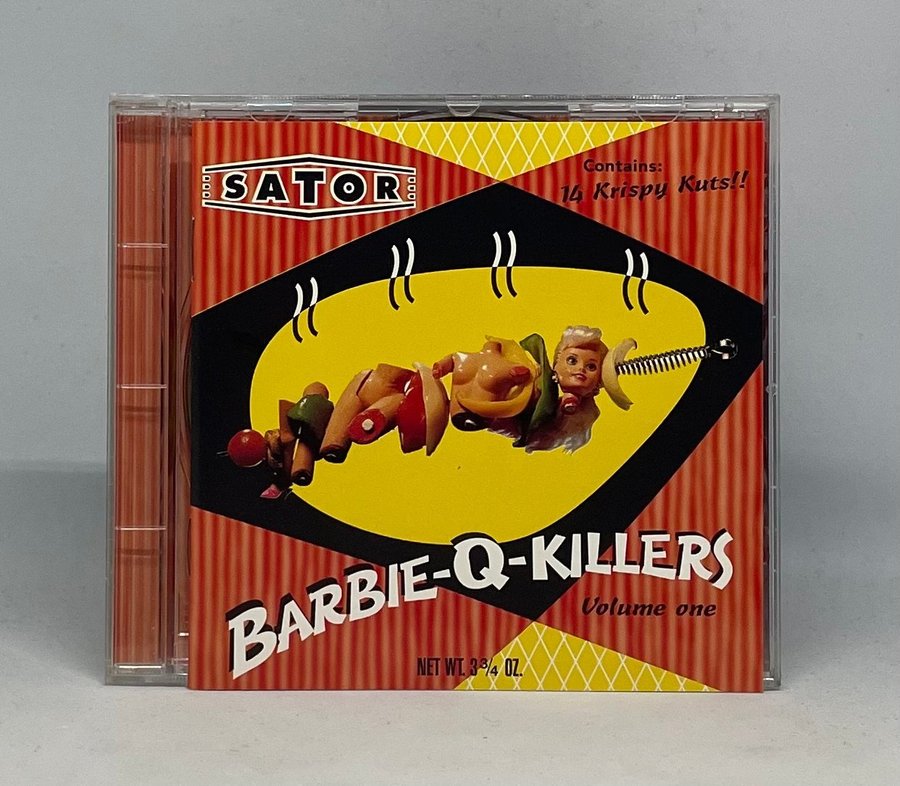 SATOR
Contains:
14 Krispy Kuts!!
BARBIE-Q-KILLERS
Volume one
NET WT. 3 3/4 OZ.